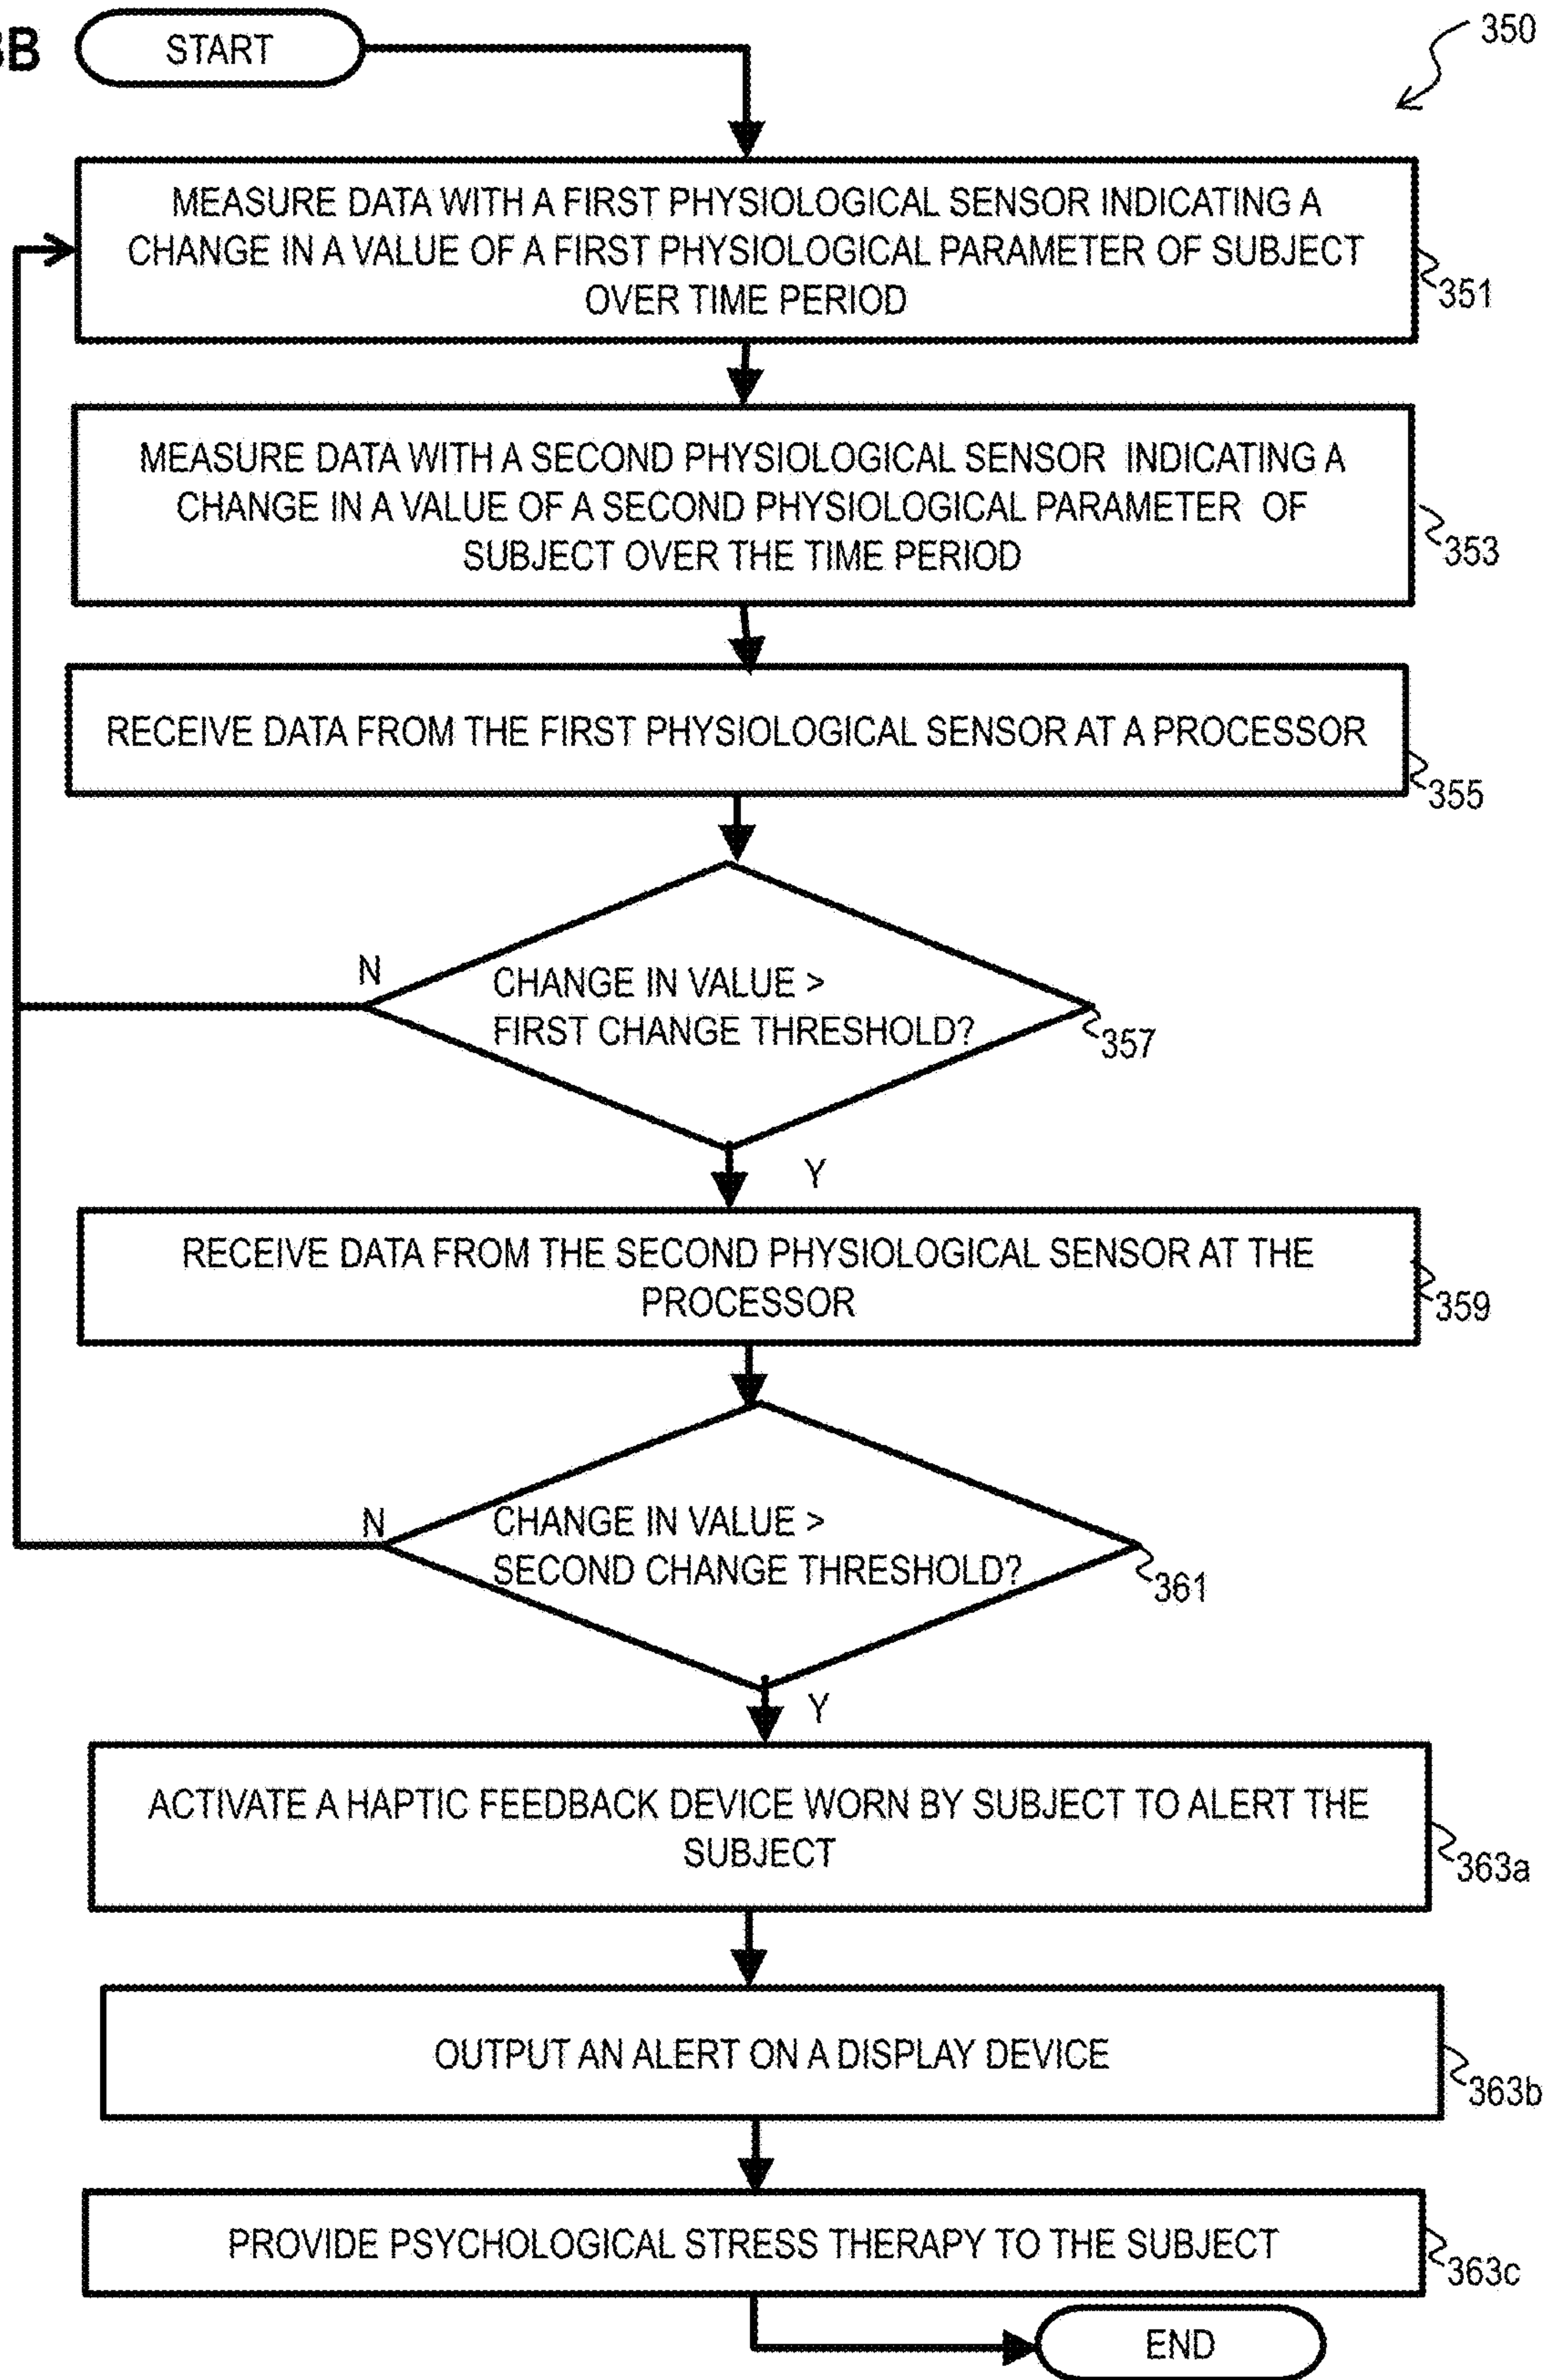 3B
START
350
MEASURE DATA WITH A FIRST PHYSIOLOGICAL SENSOR INDICATING A
CHANGE IN A VALUE OF A FIRST PHYSIOLOGICAL PARAMETER OF SUBJECT
OVER TIME PERIOD
351
MEASURE DATA WITH A SECOND PHYSIOLOGICAL SENSOR INDICATING A
CHANGE IN A VALUE OF A SECOND PHYSIOLOGICAL PARAMETER OF
SUBJECT OVER THE TIME PERIOD
353
RECEIVE DATA FROM THE FIRST PHYSIOLOGICAL SENSOR AT A PROCESSOR
355
N
CHANGE IN VALUE >
FIRST CHANGE THRESHOLD?
357
Y
RECEIVE DATA FROM THE SECOND PHYSIOLOGICAL SENSOR AT THE
PROCESSOR
359
N
CHANGE IN VALUE >
SECOND CHANGE THRESHOLD?
361
Y
ACTIVATE A HAPTIC FEEDBACK DEVICE WORN BY SUBJECT TO ALERT THE
SUBJECT
363a
OUTPUT AN ALERT ON A DISPLAY DEVICE
363b
PROVIDE PSYCHOLOGICAL STRESS THERAPY TO THE SUBJECT
363c
END